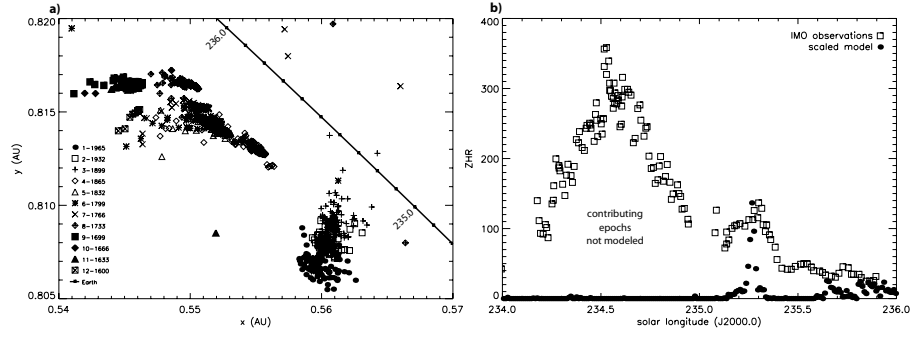 a)
0.820
236.0
0.815
y (AU)
1-1965
2-1932
3-1899
4-1865
5-1832
6-1799
7-1766
8-1733
9-1699
10-1666
11-1633
12-1600
Earth
0.810
235.0
0.805
0.54 0.55 0.56 0.57
x (AU)
b)
400
IMO observations
scaled model
300
ZHR
200
contributing
epochs
not modeled
100
0
234.0 234.5 235.0 235.5 236.0
solar longitude (J2000.0)